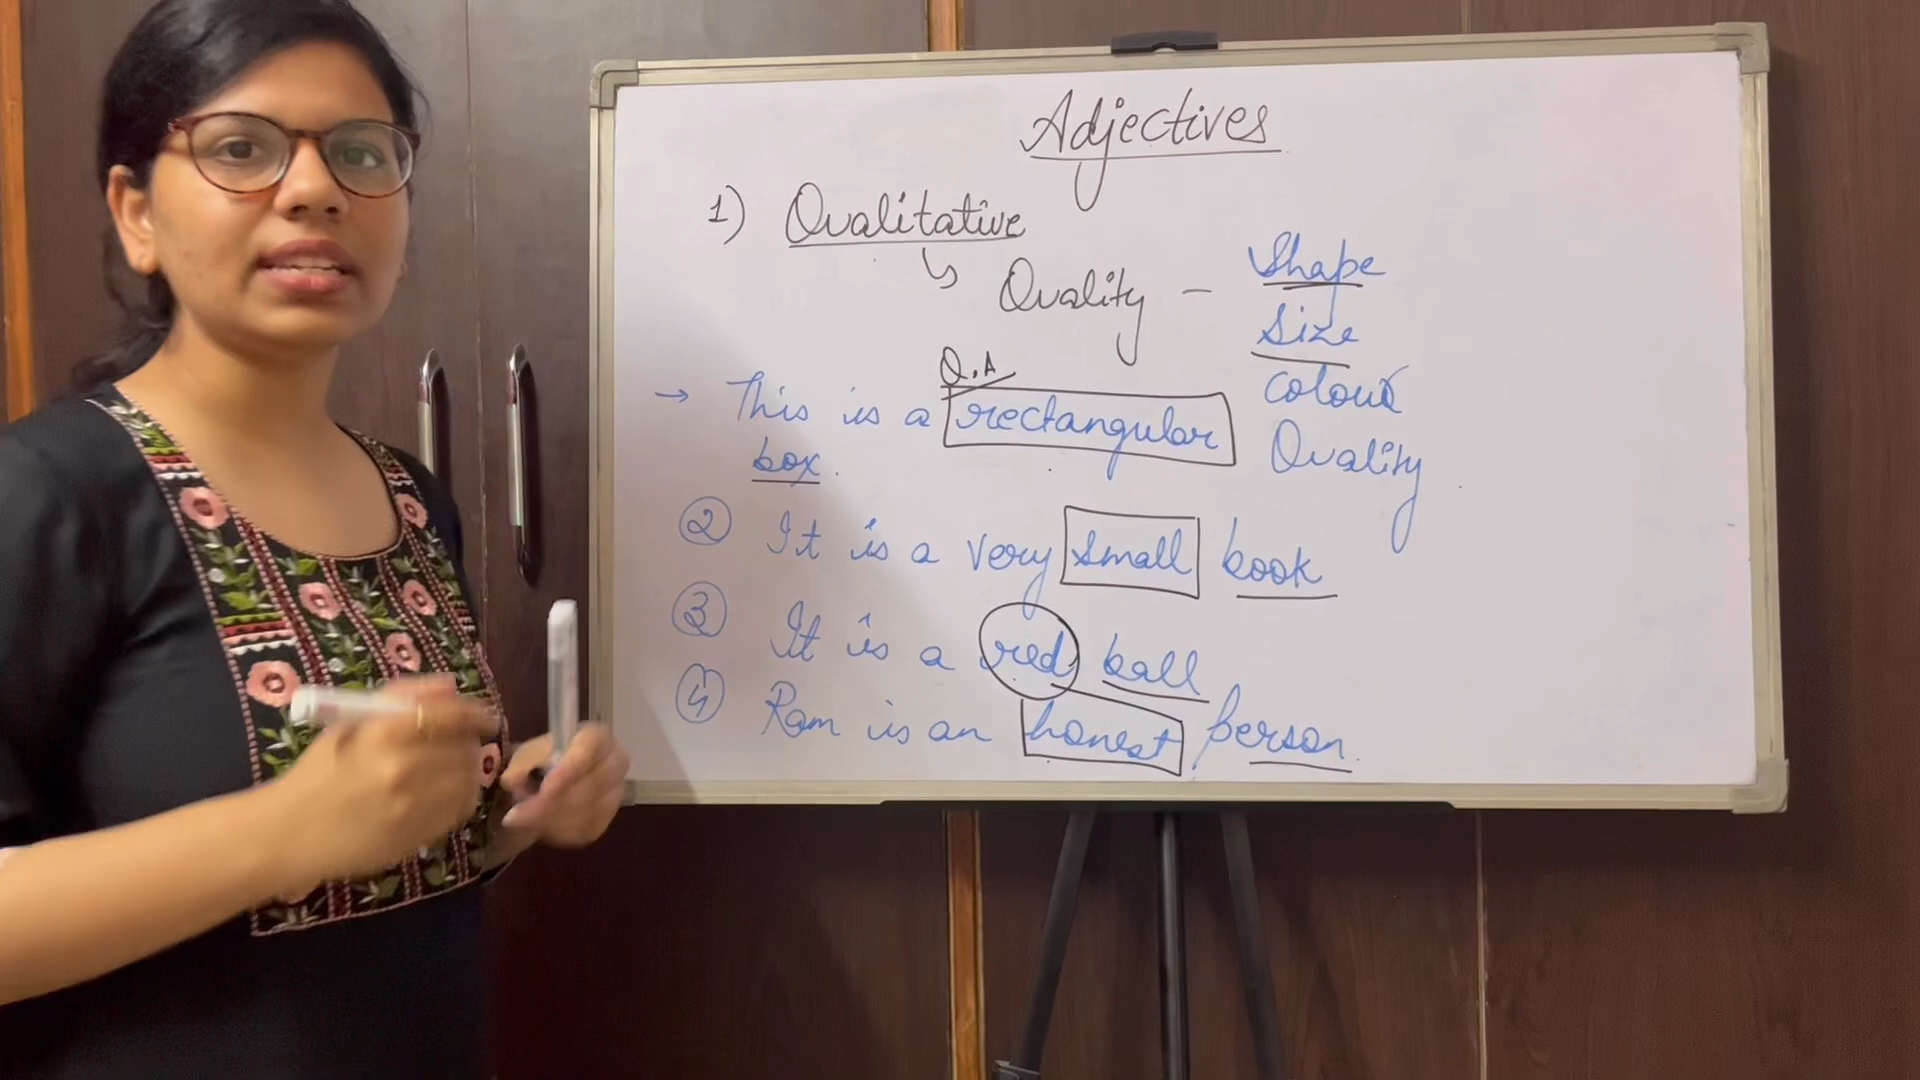 Adjectives
1) Qualitative
↳ Quality - Shape
Size
colour
Quality
Q.A
→ This is a rectangular
box.
② It is a very small book
③ It is a red ball
④ Ram is an honest person.